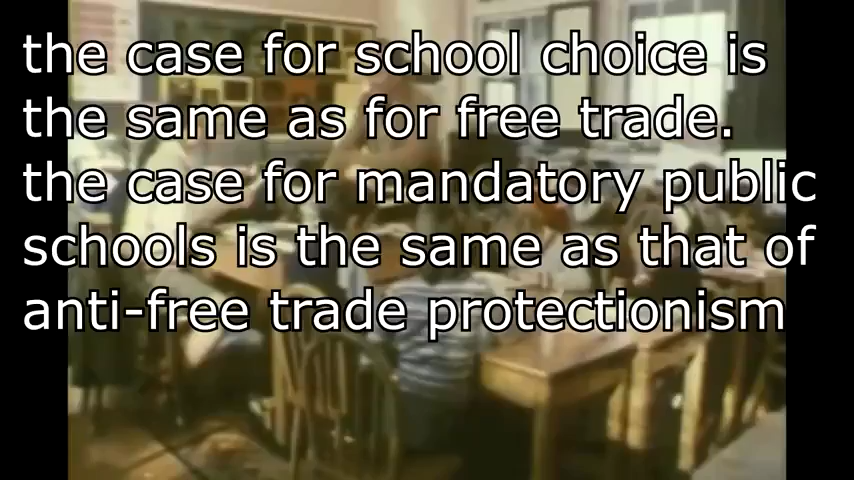 the case for school choice is
the same as for free trade.
the case for mandatory public
schools is the same as that of
anti-free trade protectionism